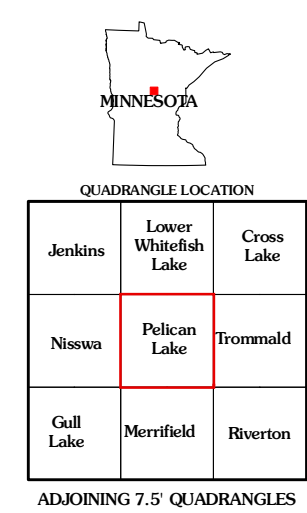 MINNESOTA
QUADRANGLE LOCATION
Jenkins
Lower
Whitefish
Lake
Cross
Lake
Nisswa
Pelican
Lake
Trommald
Gull
Lake
Merrifield
Riverton
ADJOINING 7.5' QUADRANGLES